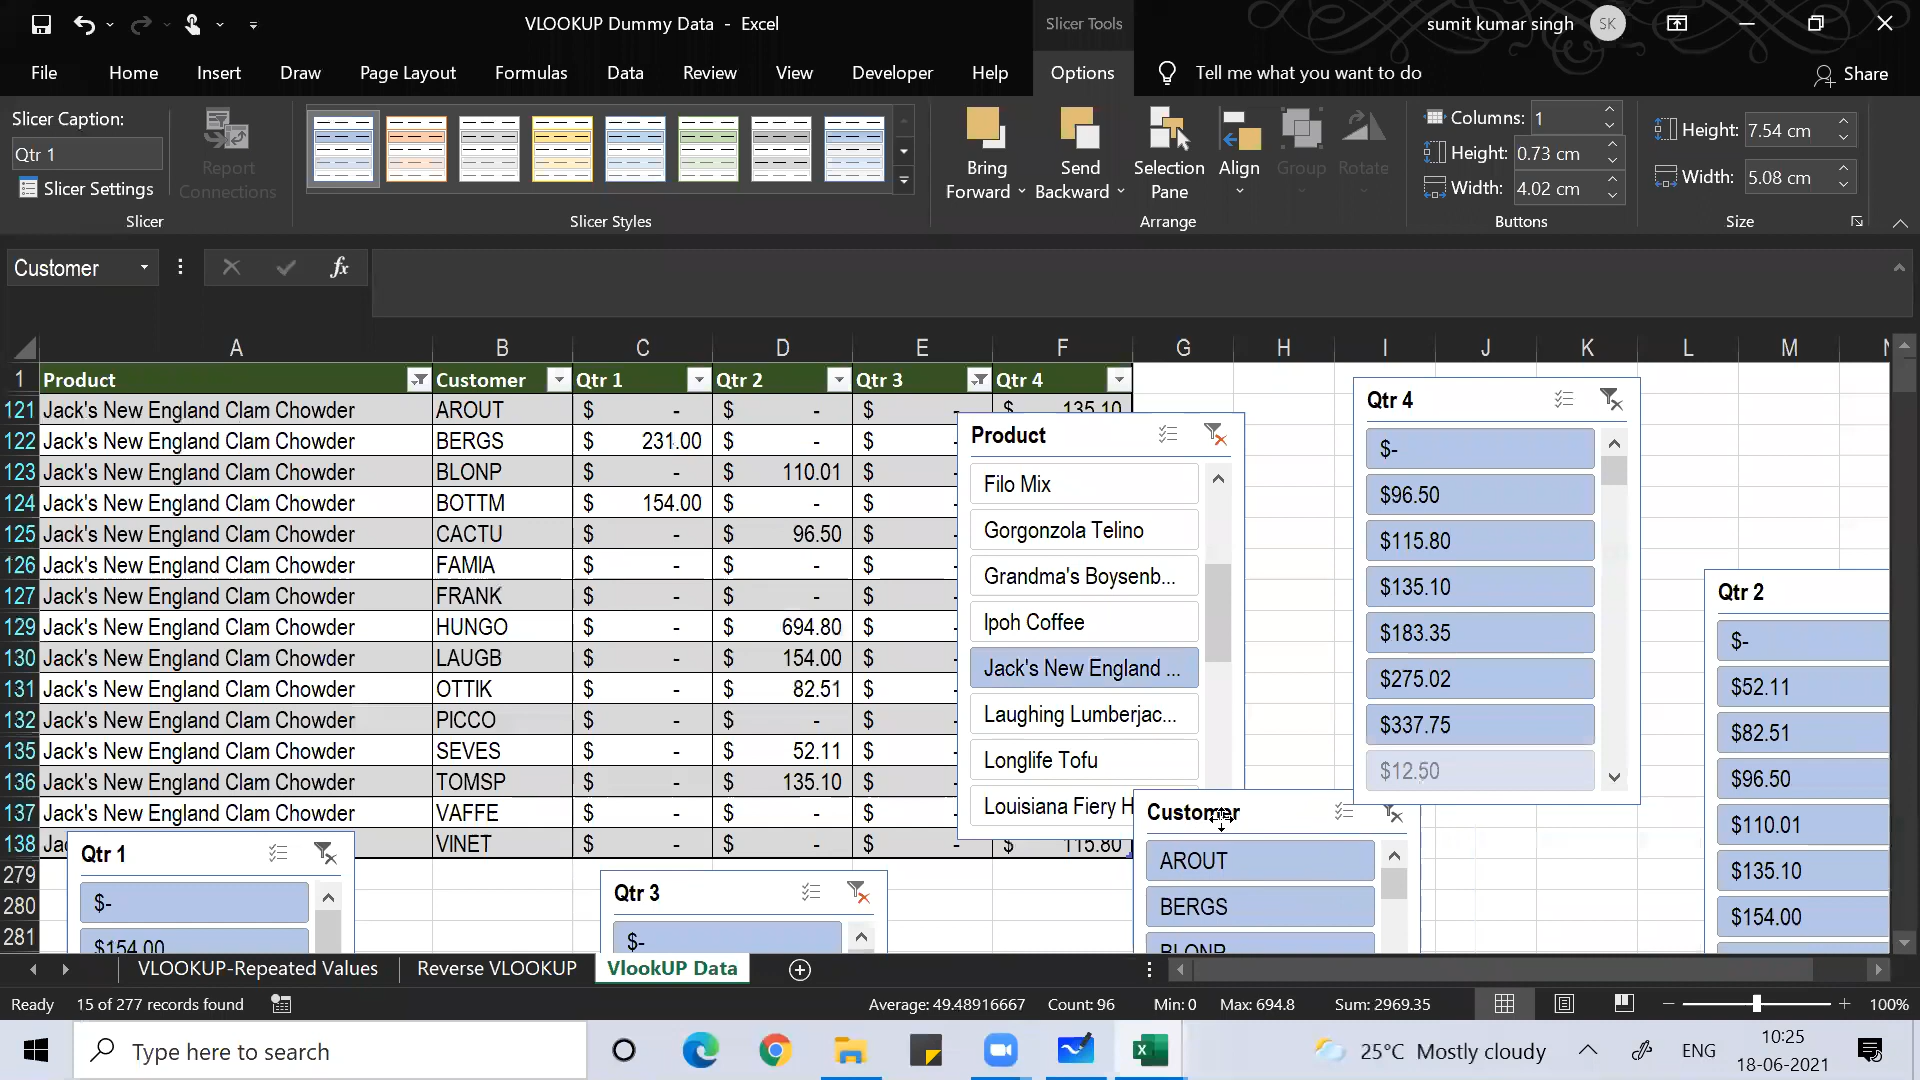 VLOOKUP Dummy Data - Excel
Slicer Tools
sumit kumar singh
SK
File Home Insert Draw Page Layout Formulas Data Review View Developer Help Options Tell me what you want to do Share
Slicer Caption:
Qtr 1
Slicer Settings
Report Connections
Slicer
Slicer Styles
Bring Forward
Send Backward
Selection Pane
Align
Group
Rotate
Arrange
Columns: 1
Height: 0.73 cm
Width: 4.02 cm
Buttons
Height: 7.54 cm
Width: 5.08 cm
Size
Customer
fx
A B C D E F G H I J K L M
1 Product Customer Qtr 1 Qtr 2 Qtr 3 Qtr 4
121 Jack's New England Clam Chowder AROUT $ - $ - $ - $ 135.10
122 Jack's New England Clam Chowder BERGS $ 231.00 $ - $ -
123 Jack's New England Clam Chowder BLONP $ - $ 110.01 $ -
124 Jack's New England Clam Chowder BOTTM $ 154.00 $ - $ -
125 Jack's New England Clam Chowder CACTU $ - $ 96.50 $ -
126 Jack's New England Clam Chowder FAMIA $ - $ - $ -
127 Jack's New England Clam Chowder FRANK $ - $ - $ -
129 Jack's New England Clam Chowder HUNGO $ - $ 694.80 $ -
130 Jack's New England Clam Chowder LAUGB $ - $ 154.00 $ -
131 Jack's New England Clam Chowder OTTIK $ - $ 82.51 $ -
132 Jack's New England Clam Chowder PICCO $ - $ - $ -
135 Jack's New England Clam Chowder SEVES $ - $ 52.11 $ -
136 Jack's New England Clam Chowder TOMSP $ - $ 135.10 $ -
137 Jack's New England Clam Chowder VAFFE $ - $ - $ -
138 Ja VINET $ - $ - $ - $ 115.80
279
280
281
Product
Filo Mix
Gorgonzola Telino
Grandma's Boysenb...
Ipoh Coffee
Jack's New England ...
Laughing Lumberjac...
Longlife Tofu
Louisiana Fiery H
Qtr 4
$-
$96.50
$115.80
$135.10
$183.35
$275.02
$337.75
$12.50
Qtr 2
$-
$52.11
$82.51
$96.50
$110.01
$135.10
$154.00
Customer
AROUT
BERGS
BLONP
Qtr 1
$-
$154.00
Qtr 3
$-
VLOOKUP-Repeated Values Reverse VLOOKUP VlookUP Data
Ready 15 of 277 records found Average: 49.48916667 Count: 96 Min: 0 Max: 694.8 Sum: 2969.35 100%
Type here to search
25°C Mostly cloudy
ENG
10:25
18-06-2021